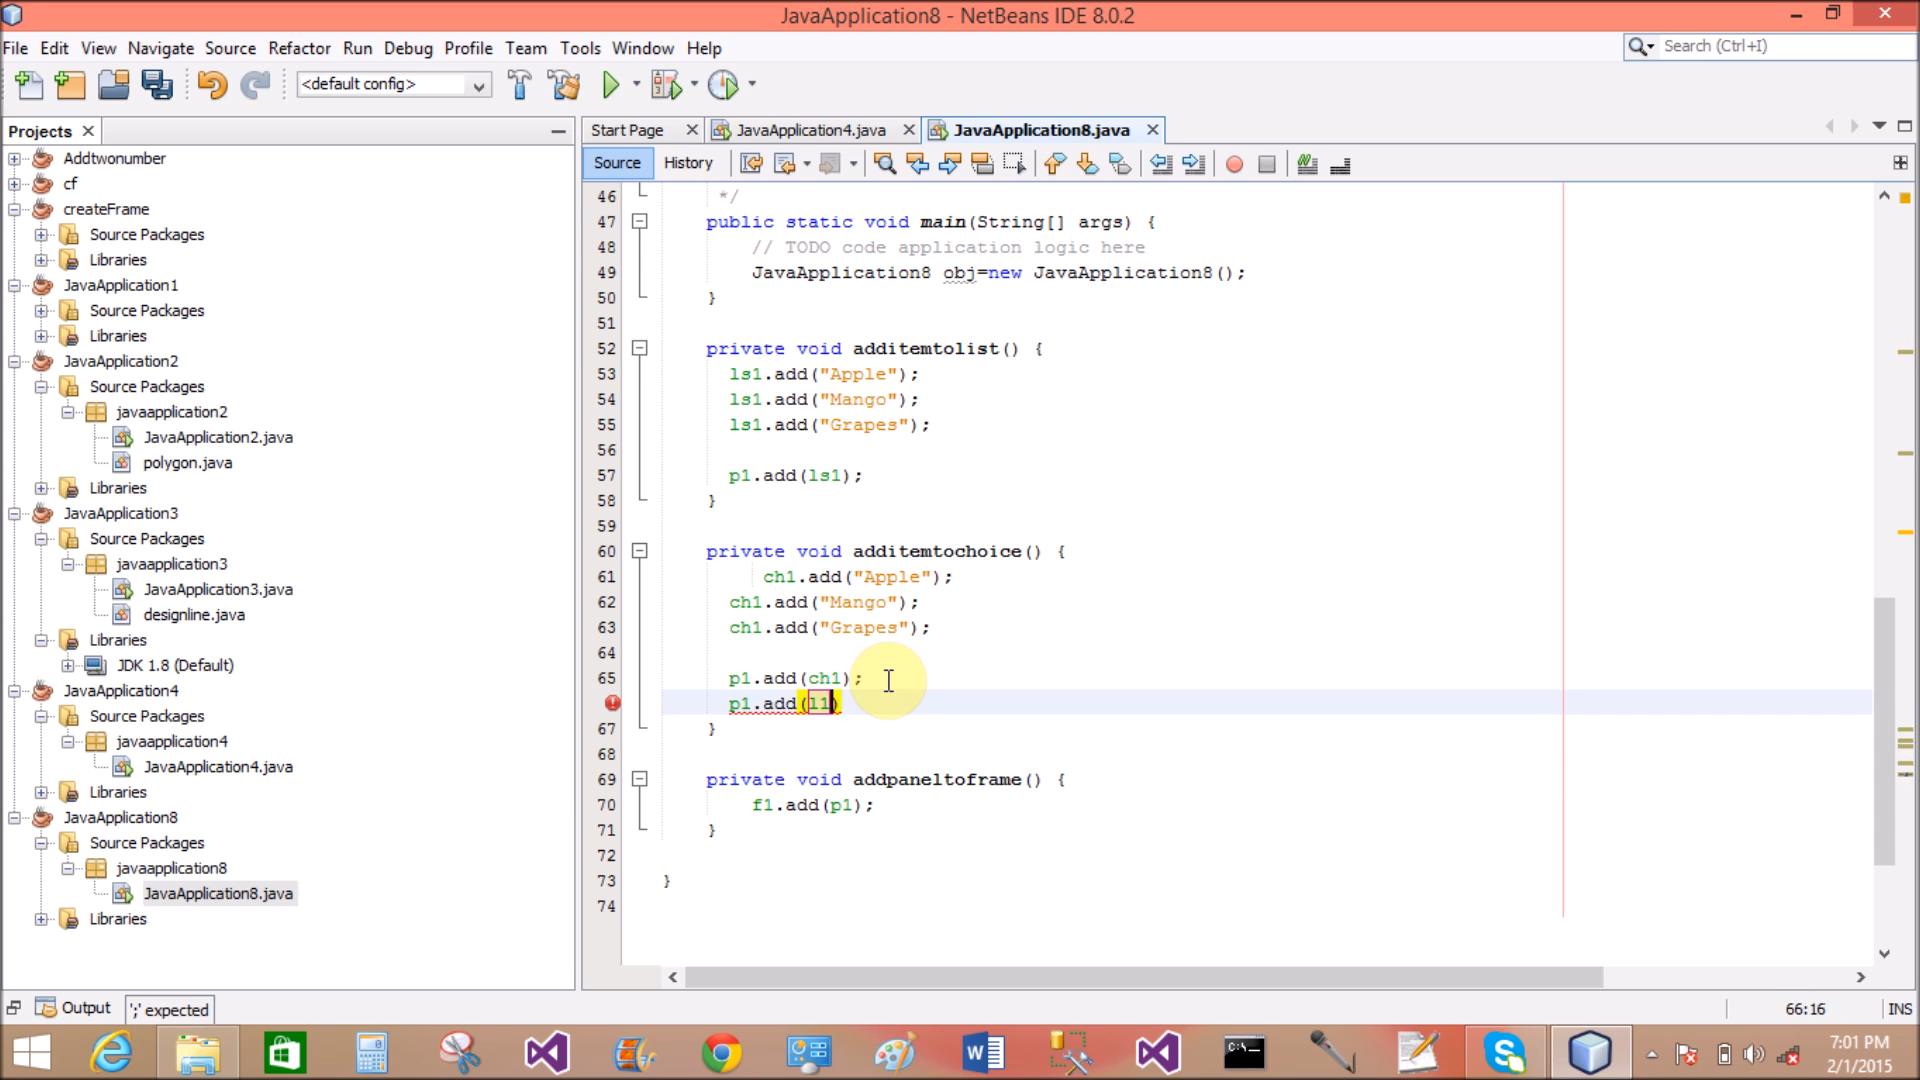 JavaApplication8 - NetBeans IDE 8.0.2
File Edit View Navigate Source Refactor Run Debug Profile Team Tools Window Help
Search (Ctrl+I)
<default config>
Projects
Start Page JavaApplication4.java JavaApplication8.java
Source History
Addtwonumber
cf
createFrame
Source Packages
Libraries
JavaApplication1
Source Packages
Libraries
JavaApplication2
Source Packages
javaapplication2
JavaApplication2.java
polygon.java
Libraries
JavaApplication3
Source Packages
javaapplication3
JavaApplication3.java
designline.java
Libraries
JDK 1.8 (Default)
JavaApplication4
Source Packages
javaapplication4
JavaApplication4.java
Libraries
JavaApplication8
Source Packages
javaapplication8
JavaApplication8.java
Libraries
46 */
47 public static void main(String[] args) {
48 // TODO code application logic here
49 JavaApplication8 obj=new JavaApplication8();
50 }
51
52 private void additemtolist() {
53 ls1.add("Apple");
54 ls1.add("Mango");
55 ls1.add("Grapes");
56
57 p1.add(ls1);
58 }
59
60 private void additemtochoice() {
61 ch1.add("Apple");
62 ch1.add("Mango");
63 ch1.add("Grapes");
64
65 p1.add(ch1);
p1.add(l1)
67 }
68
69 private void addpaneltoframe() {
70 f1.add(p1);
71 }
72
73 }
74
Output ';' expected
66:16 INS
7:01 PM
2/1/2015